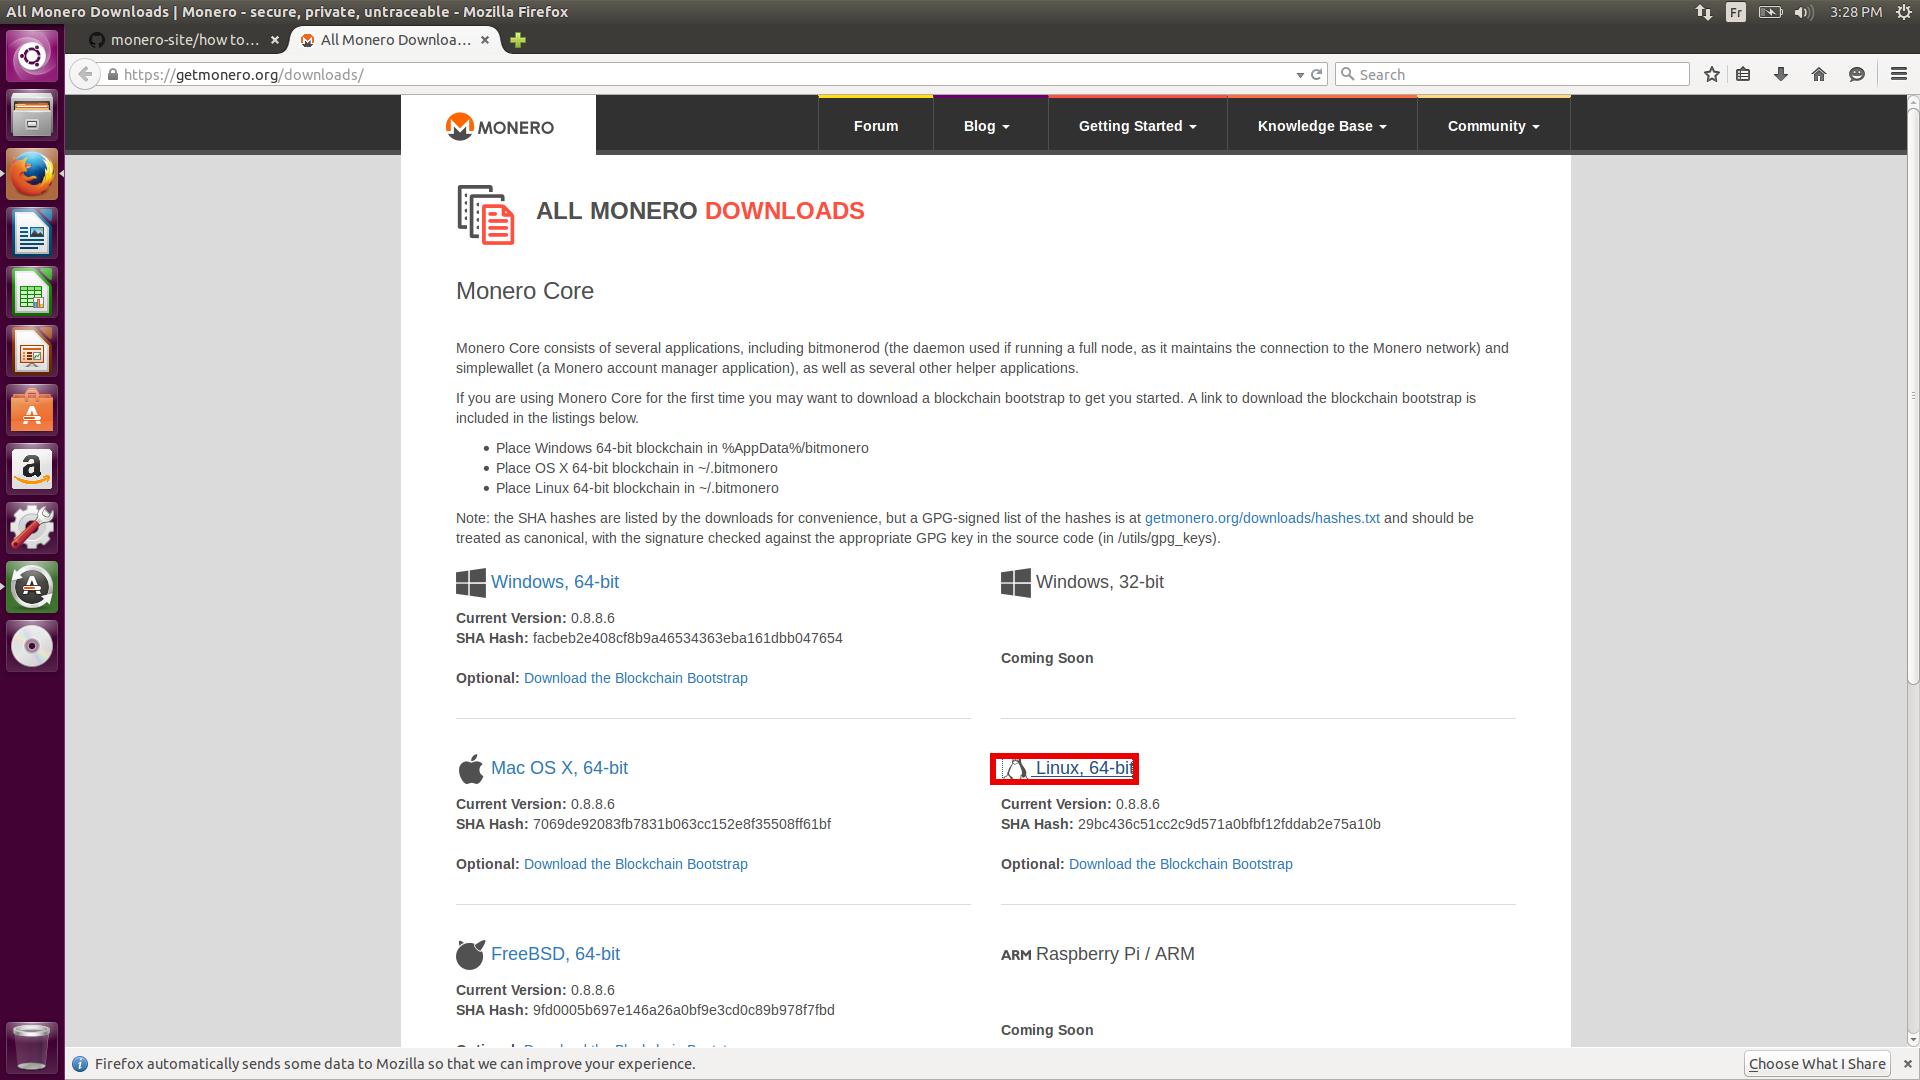 All Monero Downloads | Monero - secure, private, untraceable - Mozilla Firefox
Fr
3:28 PM
monero-site/how to...
All Monero Downloa...
https://getmonero.org/downloads/
Search
MONERO
Forum
Blog
Getting Started
Knowledge Base
Community
ALL MONERO DOWNLOADS
Monero Core
Monero Core consists of several applications, including bitmonerod (the daemon used if running a full node, as it maintains the connection to the Monero network) and
simplewallet (a Monero account manager application), as well as several other helper applications.
If you are using Monero Core for the first time you may want to download a blockchain bootstrap to get you started. A link to download the blockchain bootstrap is
included in the listings below.
Place Windows 64-bit blockchain in %AppData%/bitmonero
Place OS X 64-bit blockchain in ~/.bitmonero
Place Linux 64-bit blockchain in ~/.bitmonero
Note: the SHA hashes are listed by the downloads for convenience, but a GPG-signed list of the hashes is at getmonero.org/downloads/hashes.txt and should be
treated as canonical, with the signature checked against the appropriate GPG key in the source code (in /utils/gpg_keys).
Windows, 64-bit
Current Version: 0.8.8.6
SHA Hash: facbeb2e408cf8b9a46534363eba161dbb047654
Optional: Download the Blockchain Bootstrap
Windows, 32-bit
Coming Soon
Mac OS X, 64-bit
Current Version: 0.8.8.6
SHA Hash: 7069de92083fb7831b063cc152e8f35508ff61bf
Optional: Download the Blockchain Bootstrap
Linux, 64-bit
Current Version: 0.8.8.6
SHA Hash: 29bc436c51cc2c9d571a0bfbf12fddab2e75a10b
Optional: Download the Blockchain Bootstrap
FreeBSD, 64-bit
Current Version: 0.8.8.6
SHA Hash: 9fd0005b697e146a26a0bf9e3cd0c89b978f7fbd
ARM Raspberry Pi / ARM
Coming Soon
Firefox automatically sends some data to Mozilla so that we can improve your experience.
Choose What I Share